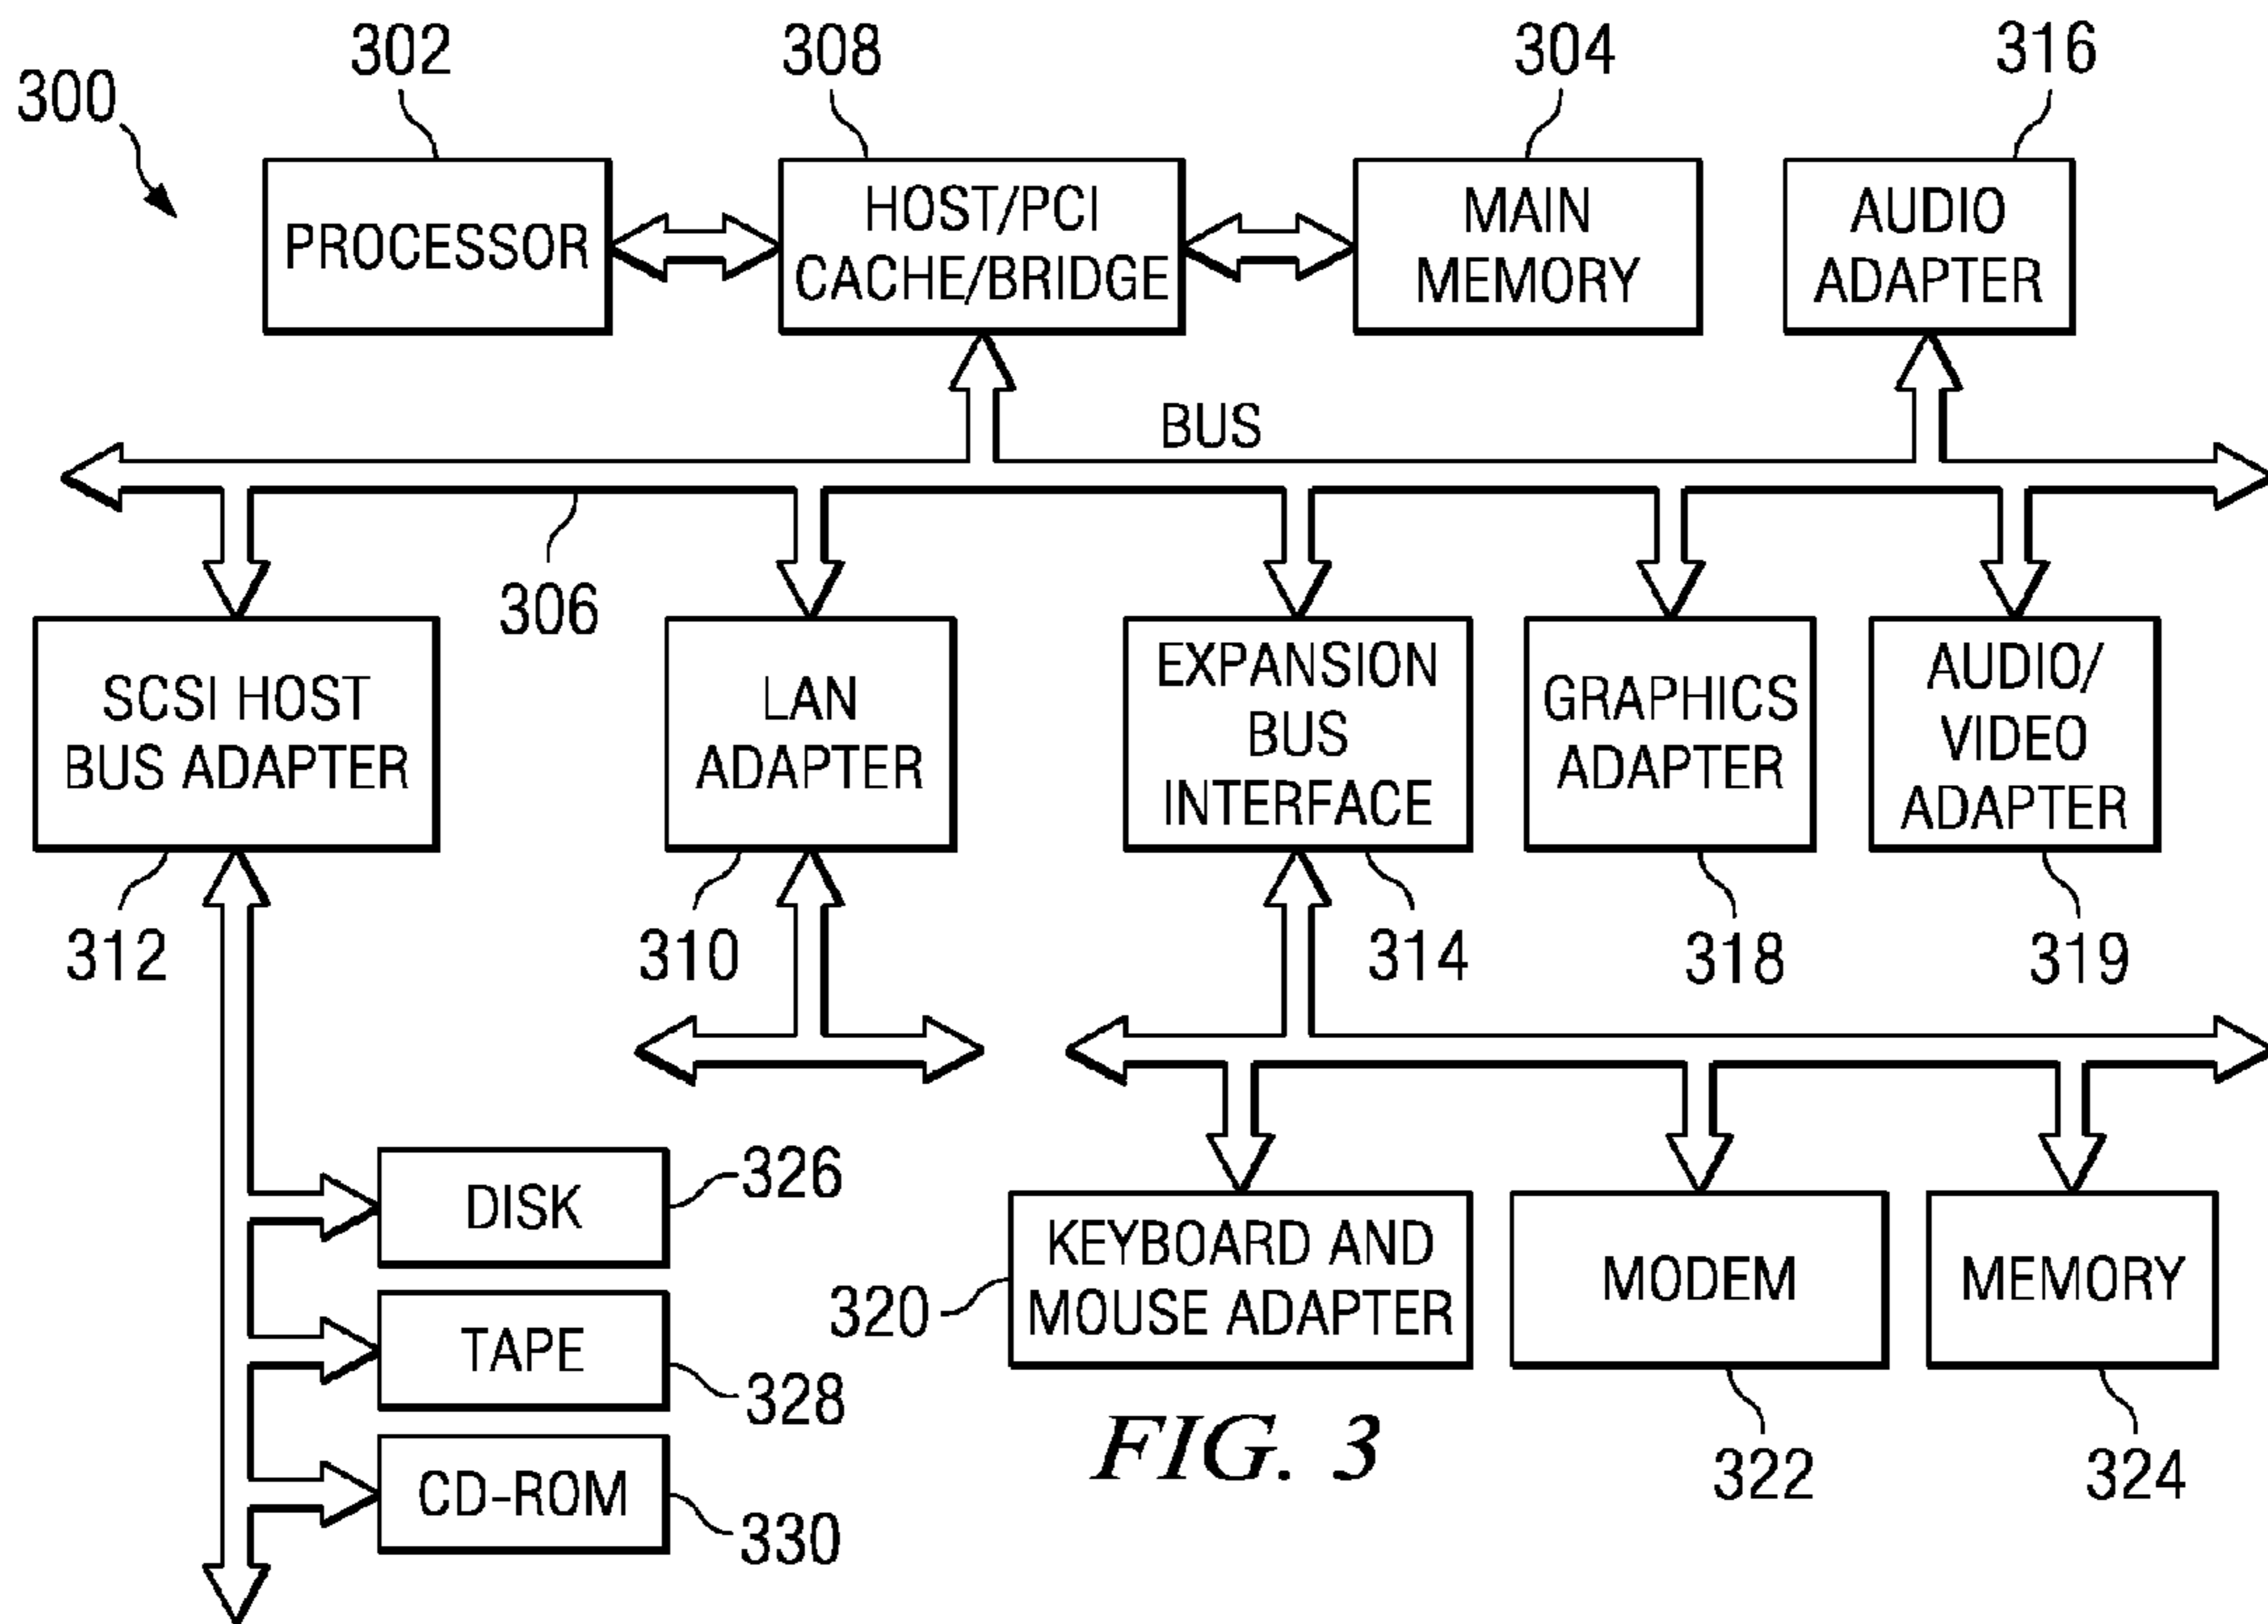 300
302
308
304
316
PROCESSOR
HOST/PCI
CACHE/BRIDGE
MAIN
MEMORY
AUDIO
ADAPTER
BUS
306
SCSI HOST
BUS ADAPTER
LAN
ADAPTER
EXPANSION
BUS
INTERFACE
GRAPHICS
ADAPTER
AUDIO/
VIDEO
ADAPTER
312
310
314
318
319
DISK
326
TAPE
328
CD-ROM
330
320
KEYBOARD AND
MOUSE ADAPTER
MODEM
MEMORY
322
324
FIG. 3